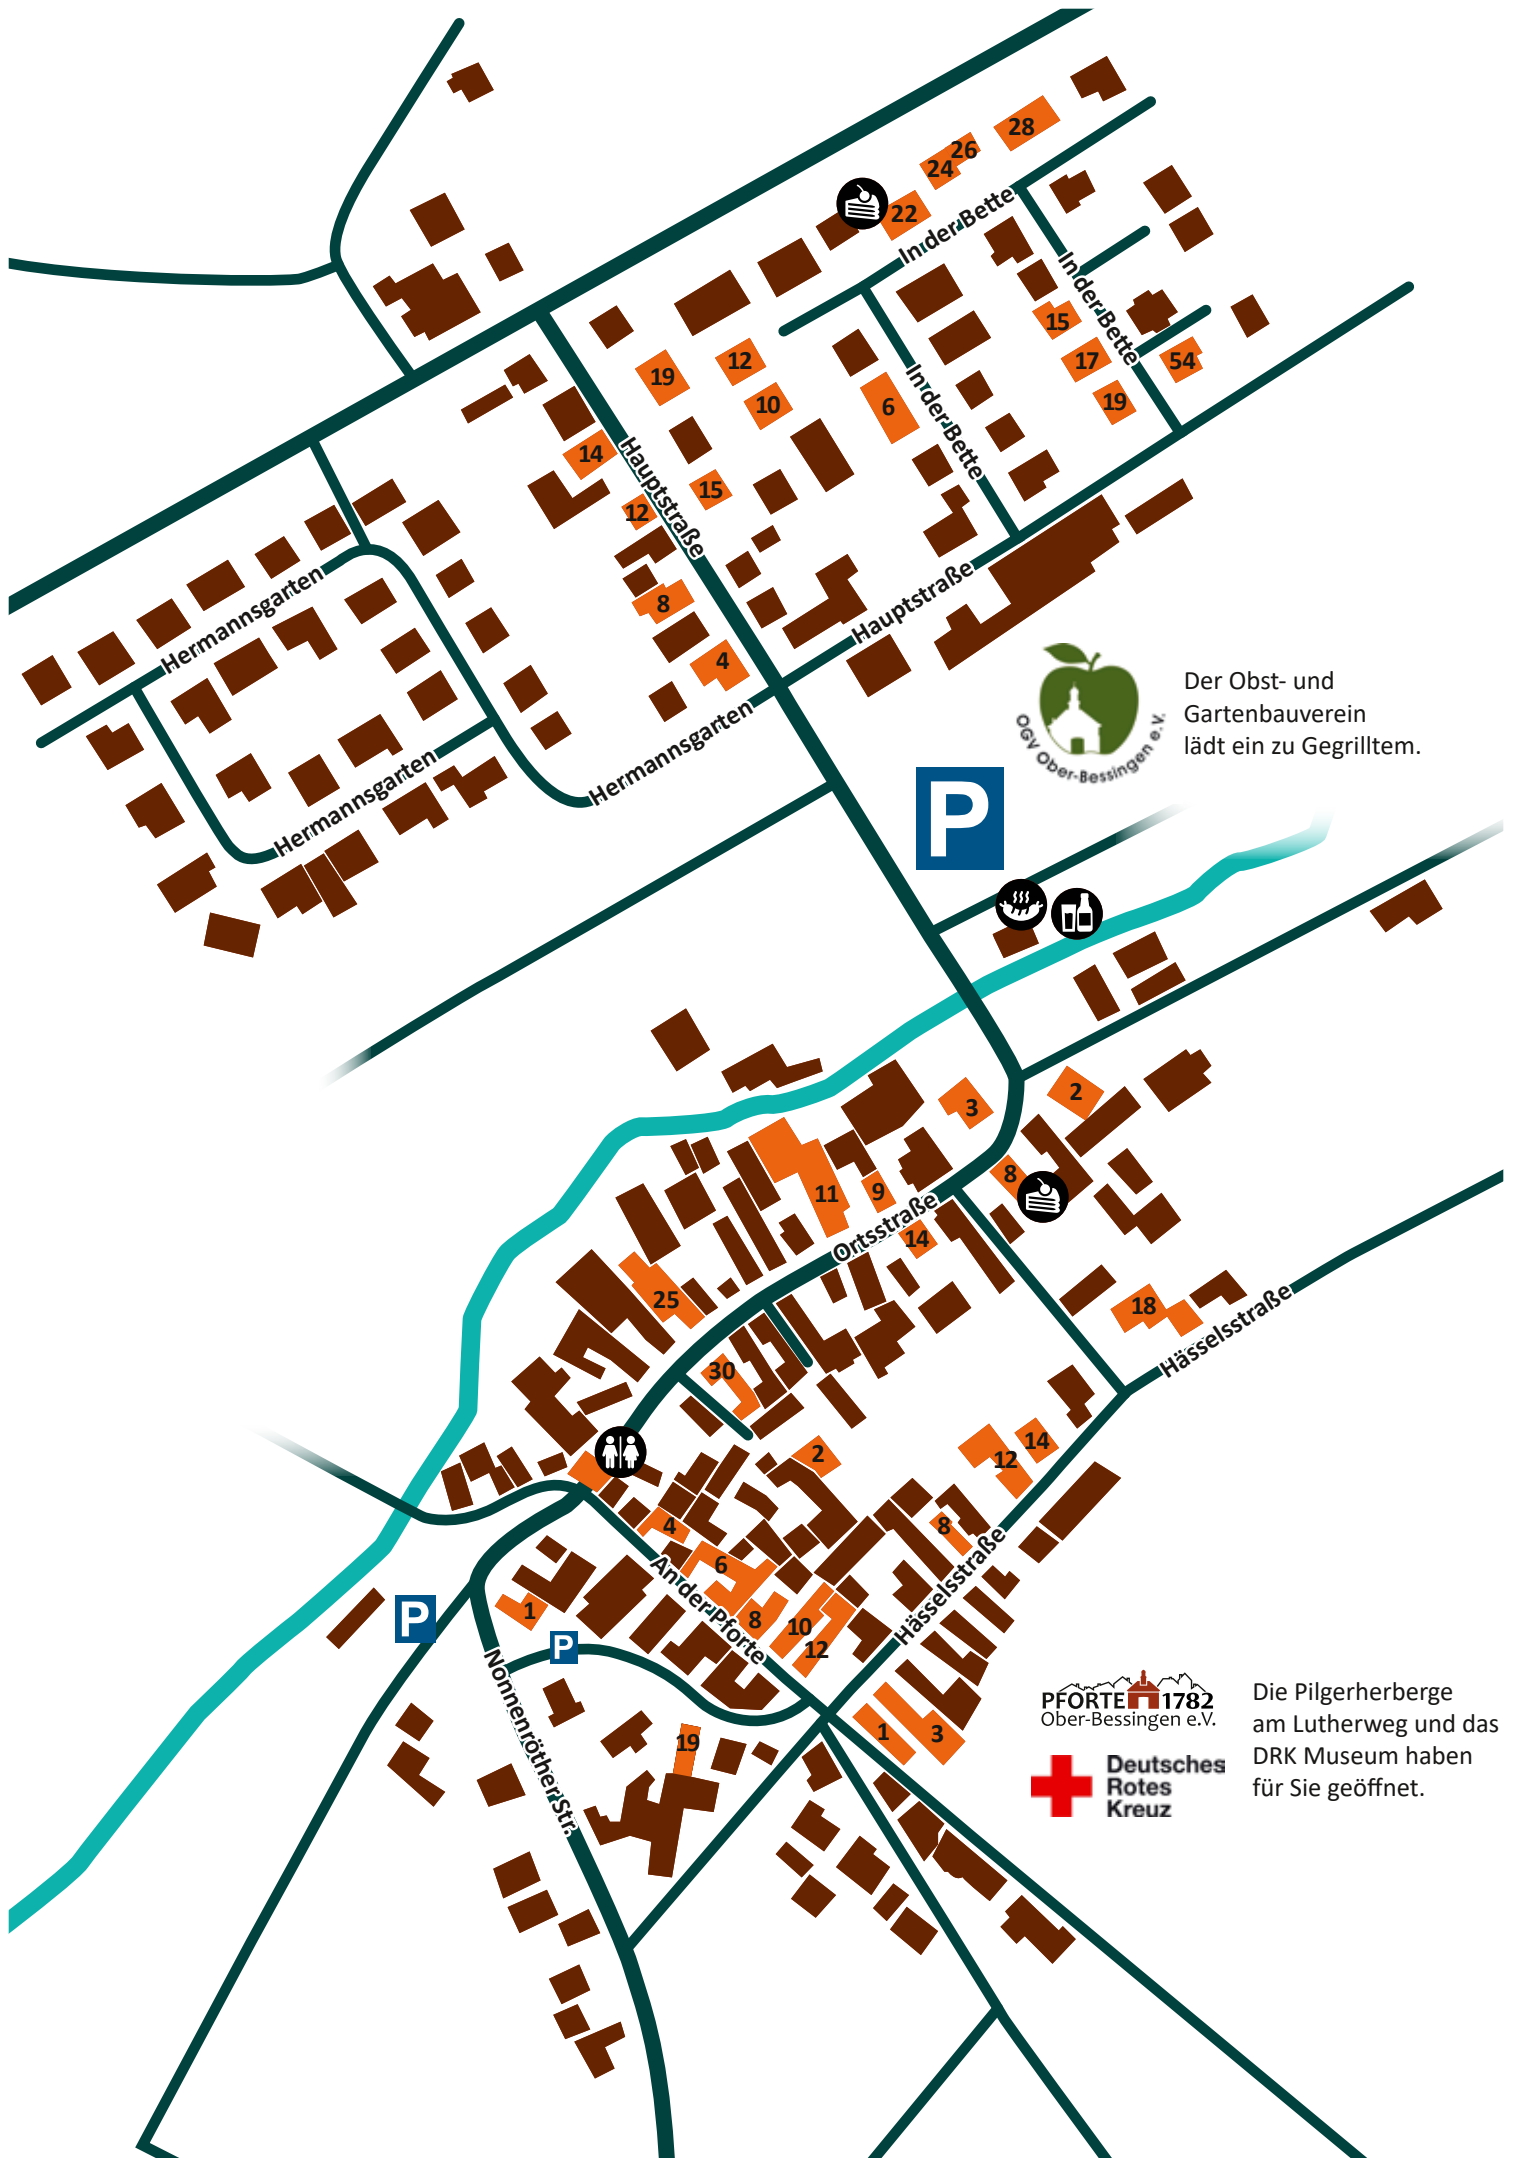 28
26
24
22
In der Bette
In der Bette
15
17
54
19
12
19
10
6
In der Bette
14
Hauptstraße
15
12
Hermannsgarten
8
Hauptstraße
4
Hermannsgarten
Hermannsgarten
OGV Ober-Bessingen e.V.
Der Obst- und
Gartenbauverein
lädt ein zu Gegrilltem.
P
2
3
8
11
9
Ortsstraße
14
25
18
Hässelsstraße
30
2
14
12
4
8
6
An der Pforte
Hässelsstraße
1
8
10
12
P
P
Nonnenröther Str.
19
1
3
PFORTE 1782
Ober-Bessingen e.V.
Deutsches
Rotes
Kreuz
Die Pilgerherberge
am Lutherweg und das
DRK Museum haben
für Sie geöffnet.